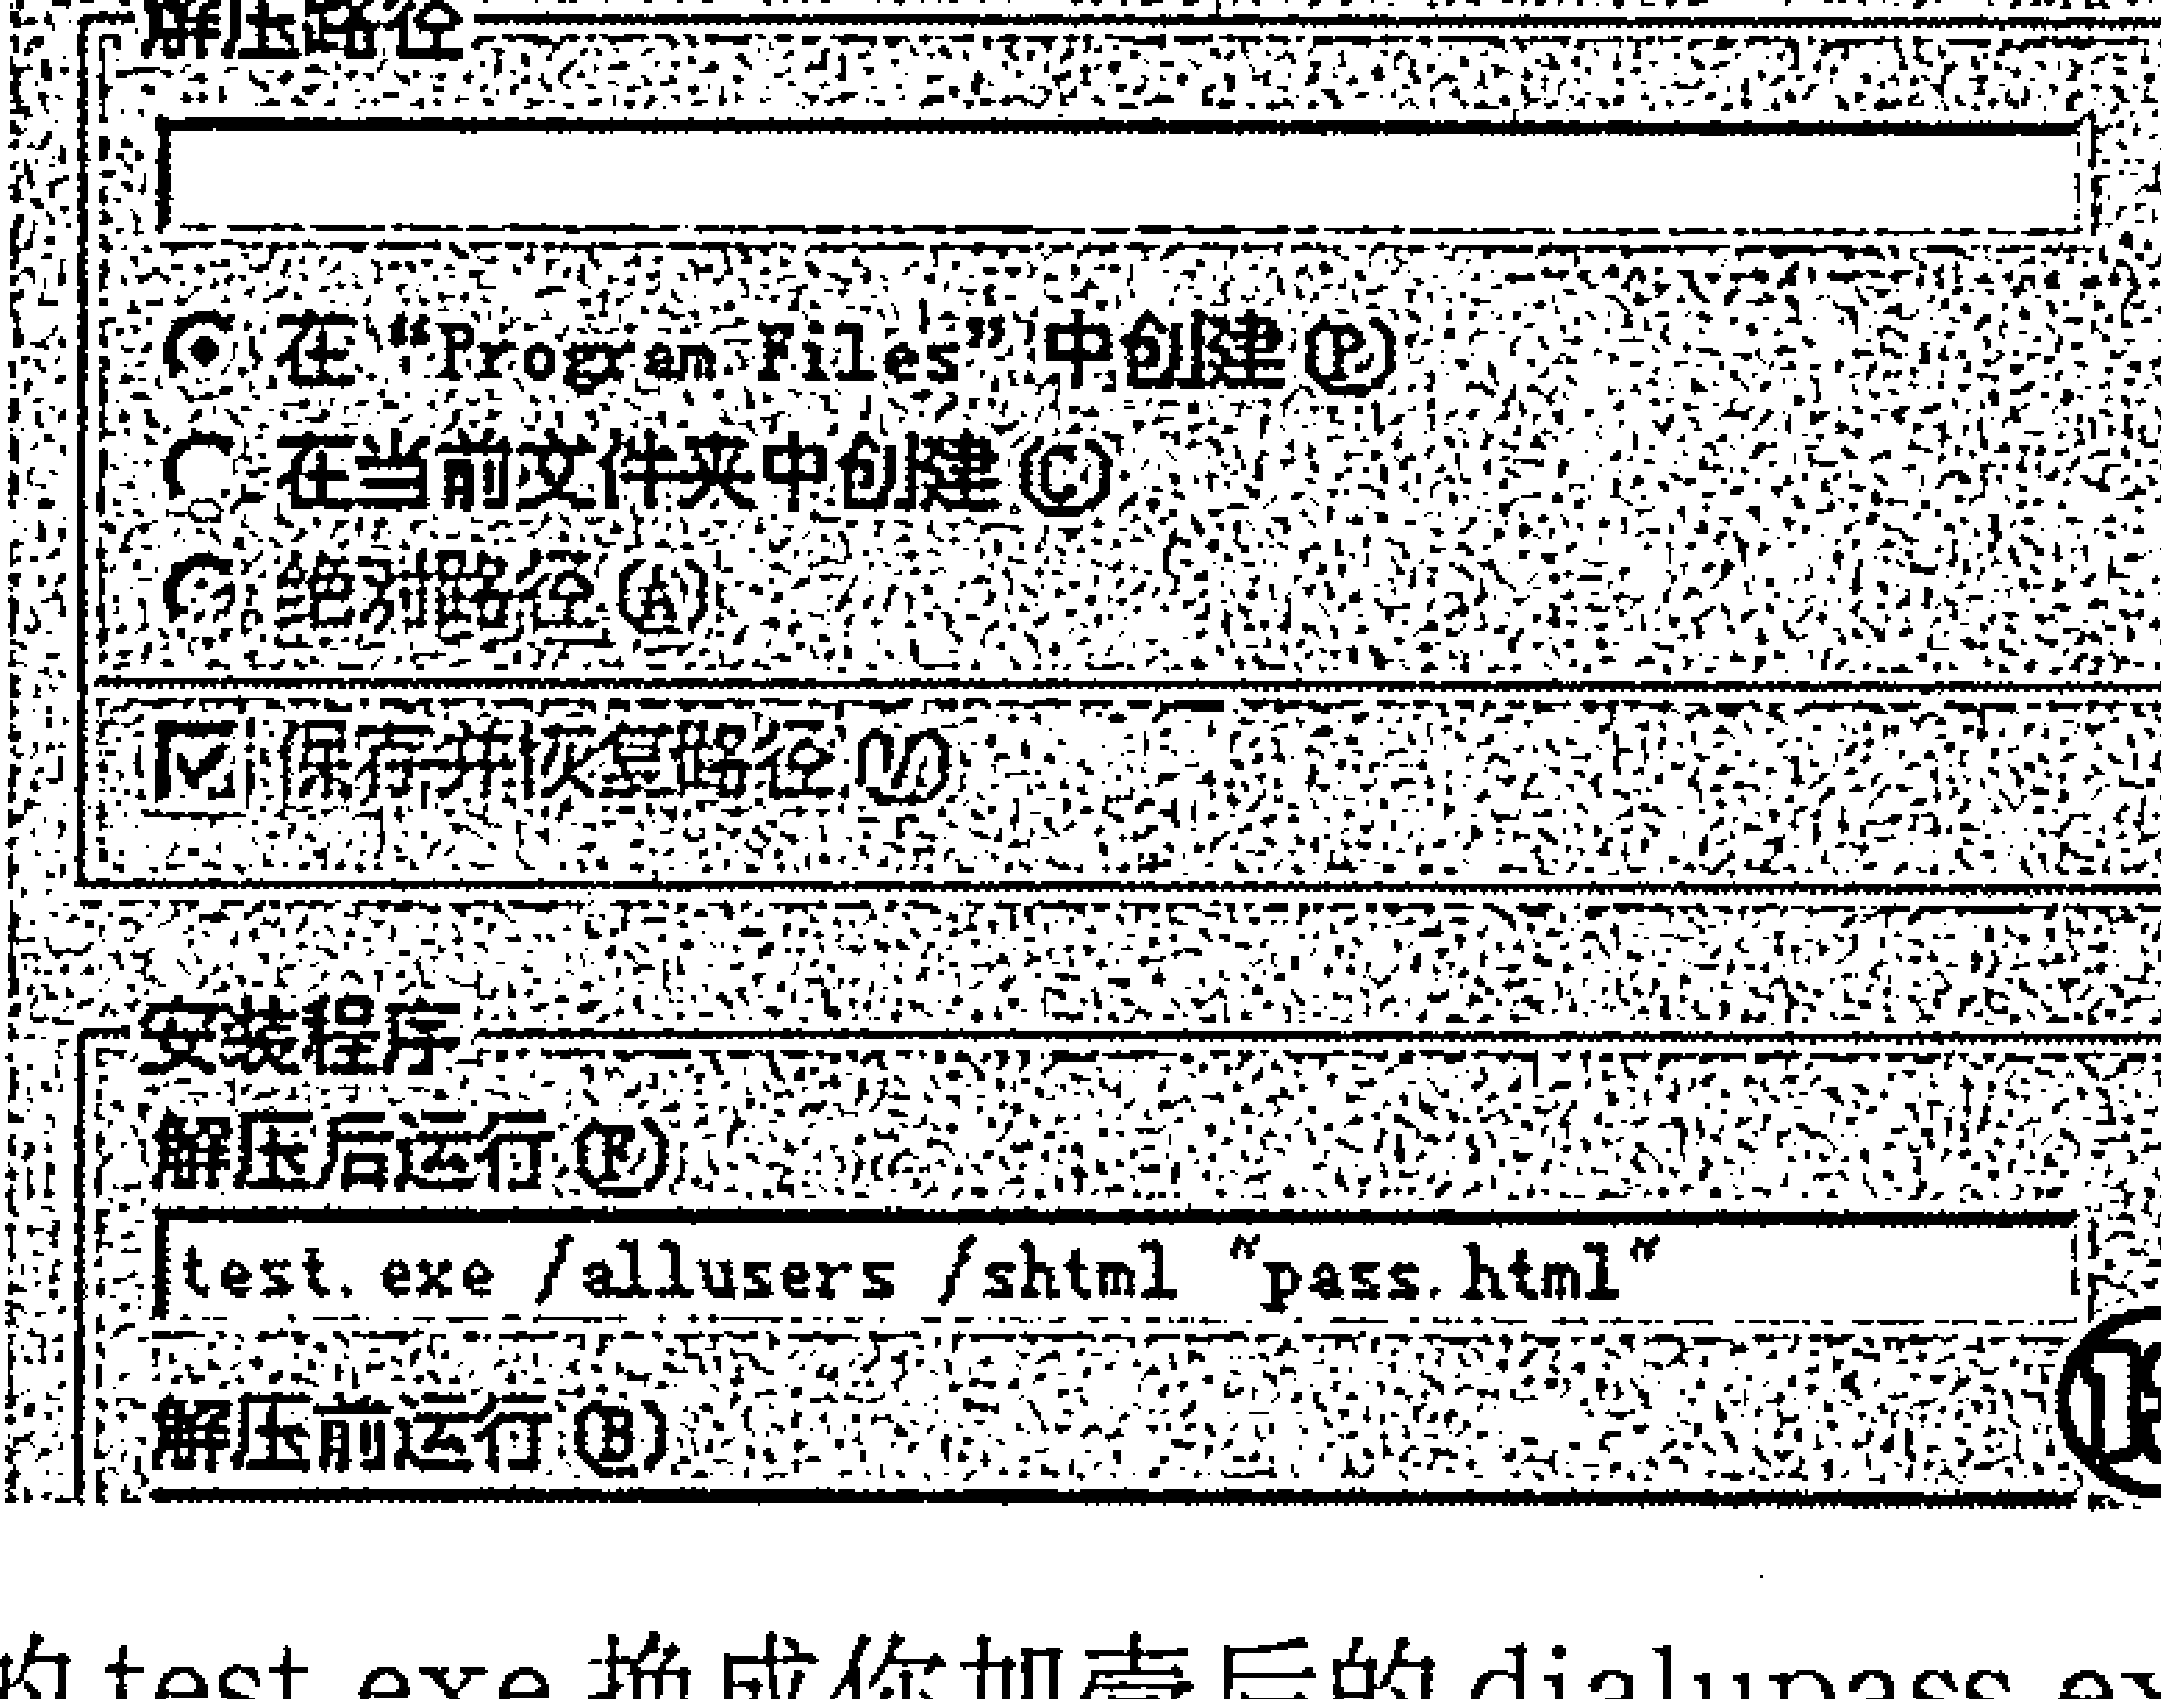 解压路径
在“Program Files”中创建(P)
在当前文件夹中创建(C)
绝对路径(A)
保存并恢复路径(V)
安装程序
解压后运行(F)
test.exe /allusers /shtml "pass.html"
解压前运行(B)
的 test.exe 换成你加壳后的 dialupass.ex